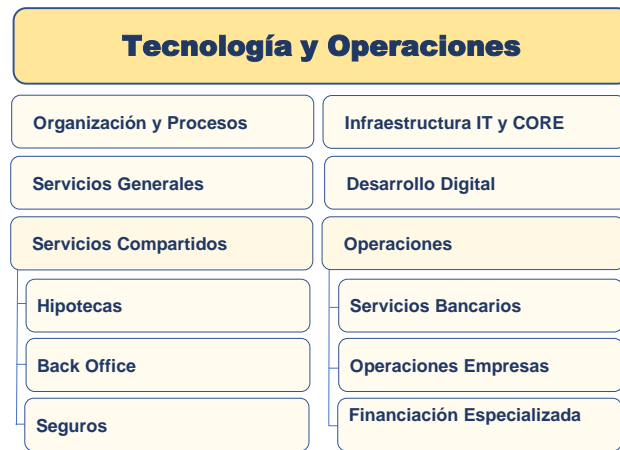 Tecnología y Operaciones
Organización y Procesos
Infraestructura IT y CORE
Servicios Generales
Desarrollo Digital
Servicios Compartidos
Operaciones
Hipotecas
Servicios Bancarios
Back Office
Operaciones Empresas
Seguros
Financiación Especializada